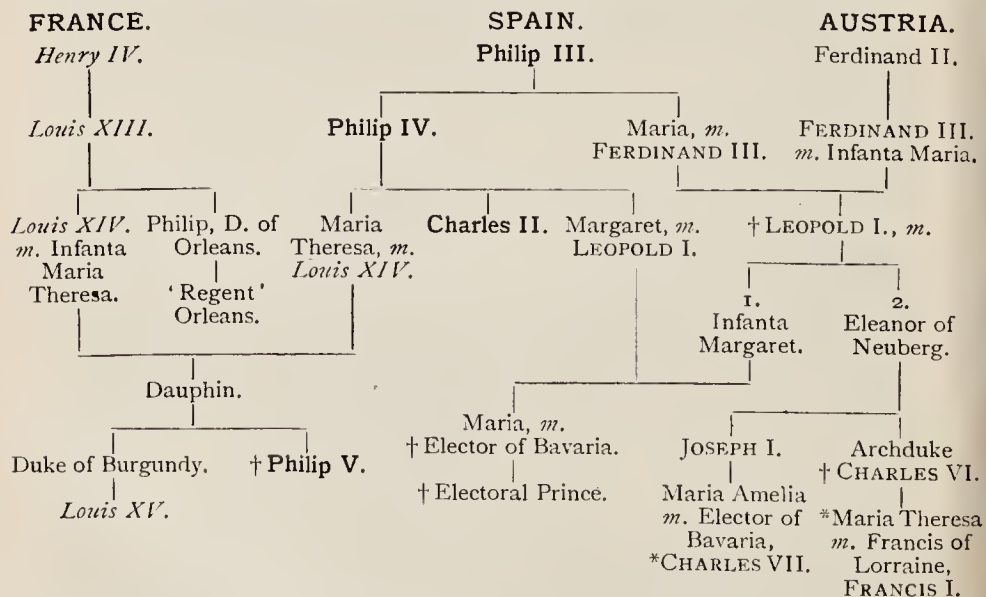 FRANCE. SPAIN. AUSTRIA.
Henry IV. Philip III. Ferdinand II.
Louis XIII. Philip IV. Maria, m. FERDINAND III.
FERDINAND III. m. Infanta Maria.
Louis XIV. Philip, D. of Maria Charles II. Margaret, m. † LEOPOLD I., m.
m. Infanta Orleans. Theresa, m. LEOPOLD I.
Maria Louis XIV.
Theresa. ‘Regent’
Orleans.
1. 2.
Infanta Eleanor of
Margaret. Neuberg.
Dauphin.
Maria, m.
† Elector of Bavaria. JOSEPH I. Archduke
Duke of Burgundy. † Philip V. † CHARLES VI.
† Electoral Prince.
Louis XV. Maria Amelia *Maria Theresa
m. Elector of m. Francis of
Bavaria, Lorraine,
*CHARLES VII. FRANCIS I.